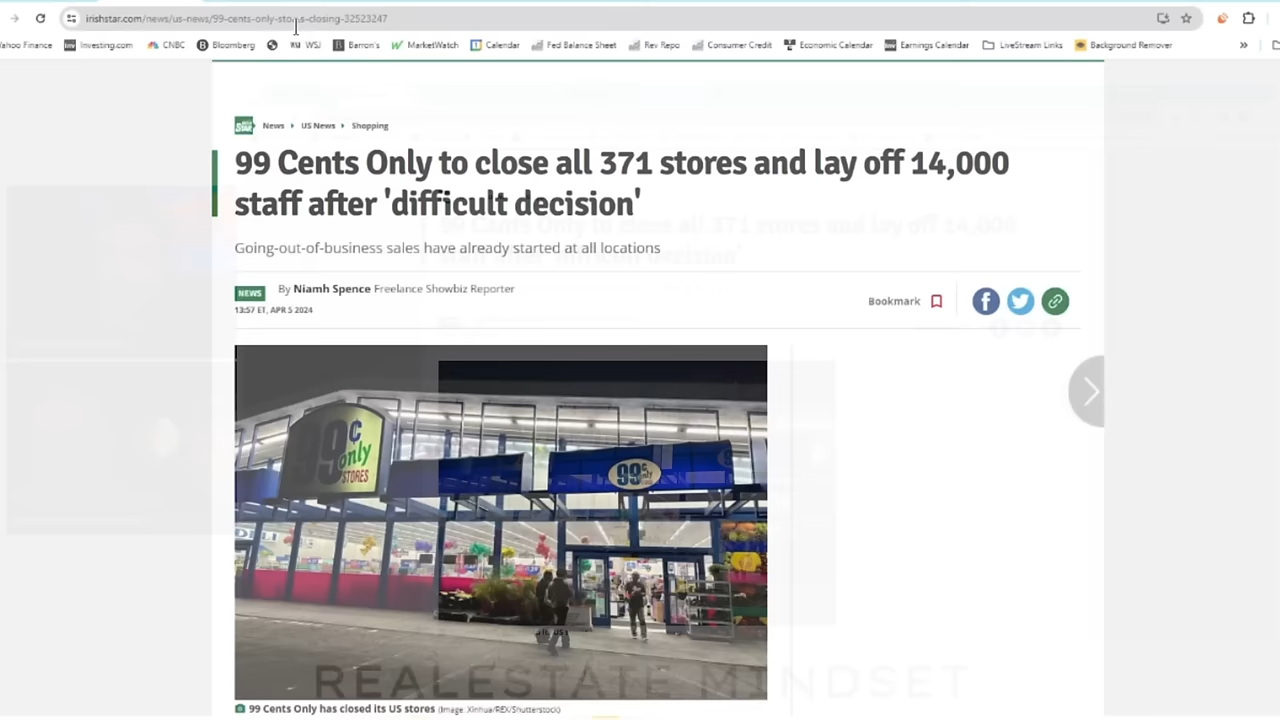 irishstar.com/news/us-news/99-cents-only-stores-closing-32523247
ahoo Finance Investing.com CNBC Bloomberg WSJ Barron's MarketWatch Calendar Fed Balance Sheet Rev Repo Consumer Credit Economic Calendar Earnings Calendar LiveStream Links Background Remover »
News US News Shopping
99 Cents Only to close all 371 stores and lay off 14,000
staff after 'difficult decision'
Going-out-of-business sales have already started at all locations
NEWS By Niamh Spence Freelance Showbiz Reporter
13:57 ET, APR 5 2024
Bookmark
99¢
only
STORES
99¢ only
REALESTATE MINDSET
99 Cents Only has closed its US stores (Image: Xinhua/REX/Shutterstock)